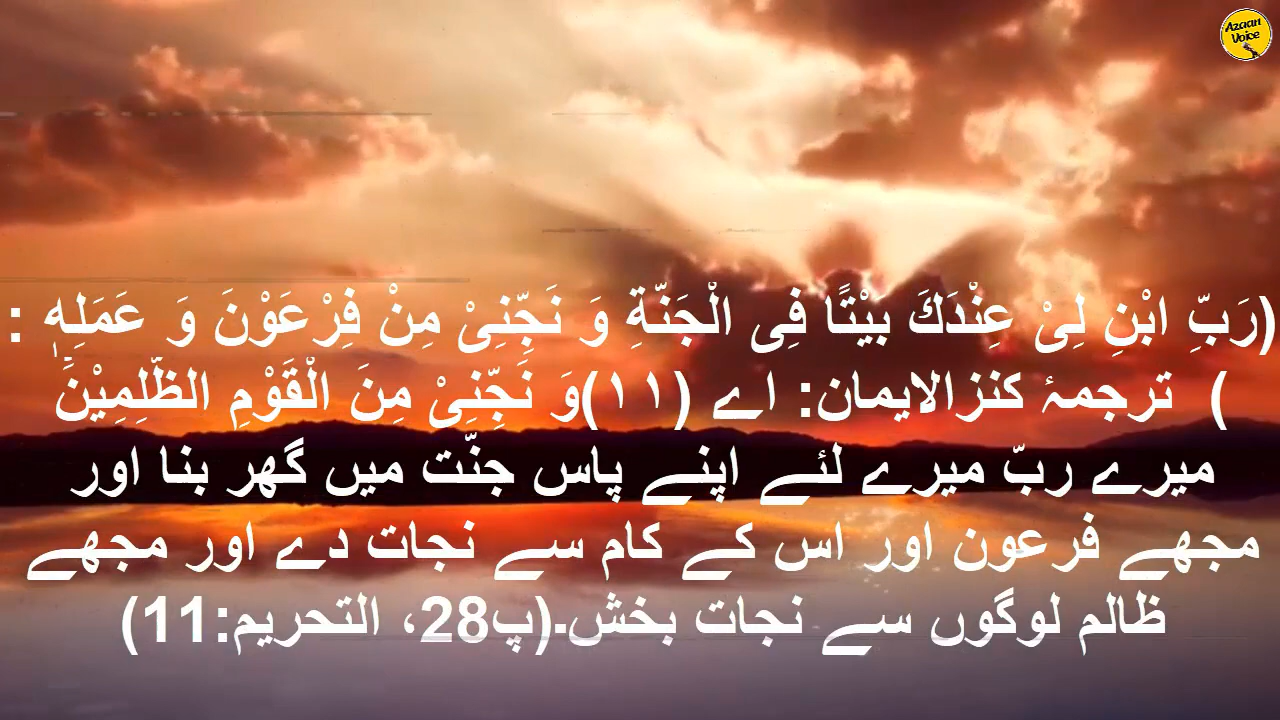 Azaan
Voice
(رَبِّ ابْنِ لِیْ عِنْدَكَ بَیْتًا فِی الْجَنَّةِ وَ نَجِّنِیْ مِنْ فِرْعَوْنَ وَ عَمَلِهٖ :
) ترجمۂ کنزالایمان: اے (۱۱)وَ نَجِّنِیْ مِنَ الْقَوْمِ الظّٰلِمِیْنَۙ
میرے ربّ میرے لئے اپنے پاس جنّت میں گھر بنا اور
مجھے فرعون اور اس کے کام سے نجات دے اور مجھے
ظالم لوگوں سے نجات بخش۔(پ28، التحریم:11)